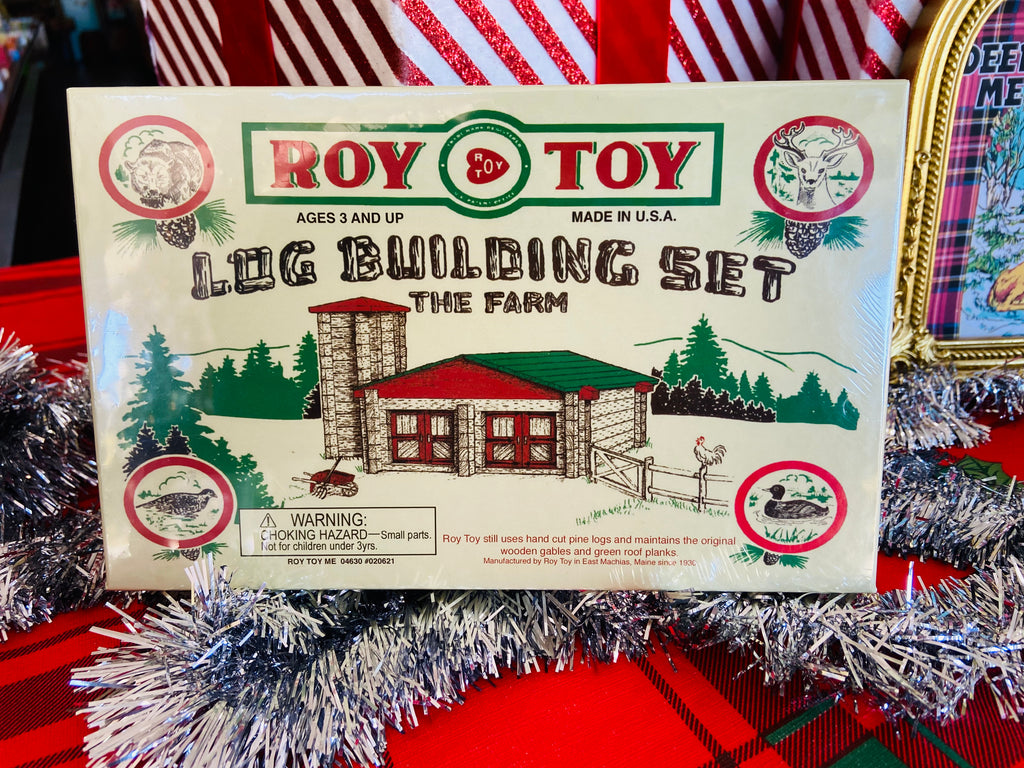 ROY TOY
R TOY
AGES 3 AND UP
MADE IN U.S.A.
LOG BUILDING SET
THE FARM
⚠ WARNING:
CHOKING HAZARD—Small parts.
Not for children under 3yrs.
ROY TOY ME 04630 #020621
Roy Toy still uses hand cut pine logs and maintains the original
wooden gables and green roof planks.
Manufactured by Roy Toy in East Machias, Maine since 1930